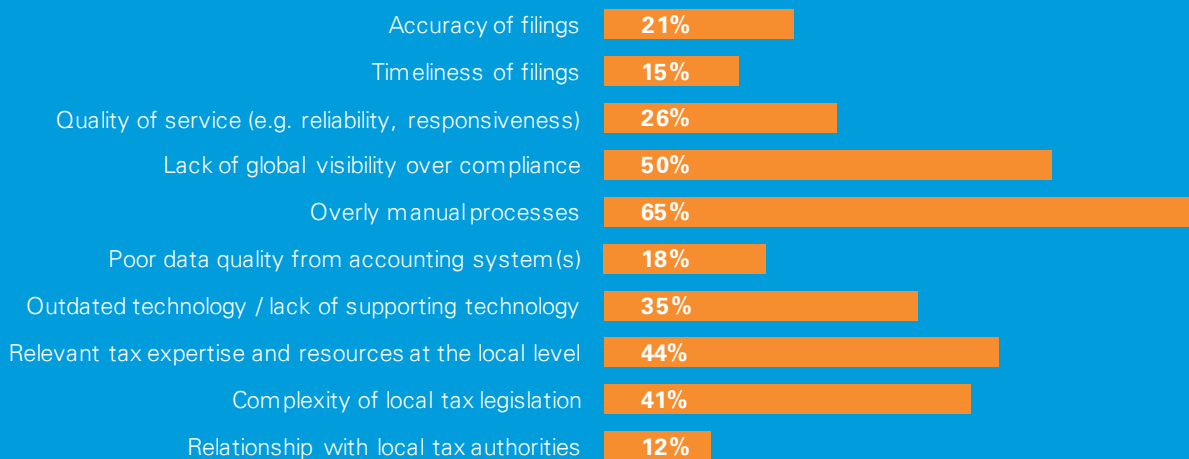 Accuracy of filings 21%
Timeliness of filings 15%
Quality of service (e.g. reliability, responsiveness) 26%
Lack of global visibility over compliance 50%
Overly manual processes 65%
Poor data quality from accounting system(s) 18%
Outdated technology / lack of supporting technology 35%
Relevant tax expertise and resources at the local level 44%
Complexity of local tax legislation 41%
Relationship with local tax authorities 12%